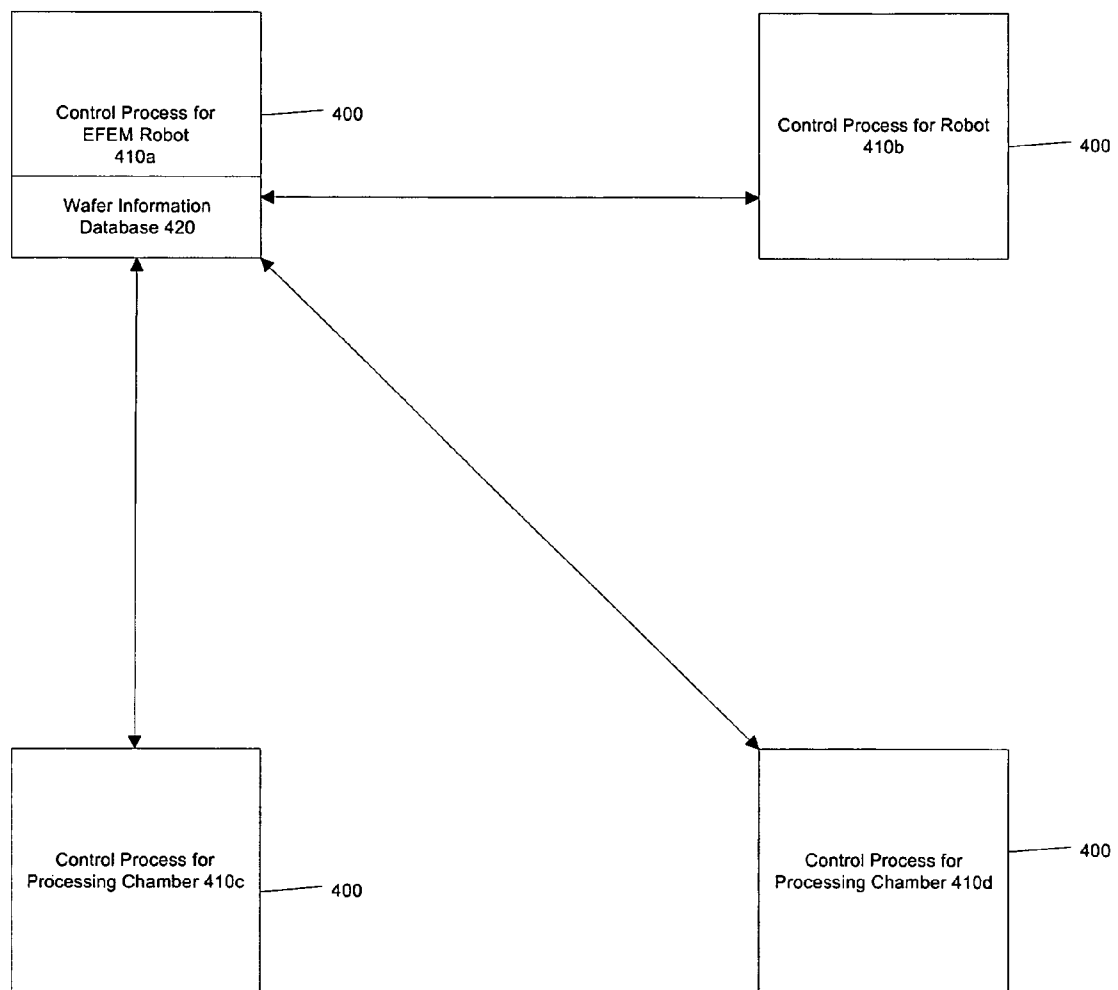 Control Process for
EFEM Robot
410a
400
Wafer Information
Database 420
Control Process for Robot
410b
400
Control Process for
Processing Chamber 410c
400
Control Process for
Processing Chamber 410d
400